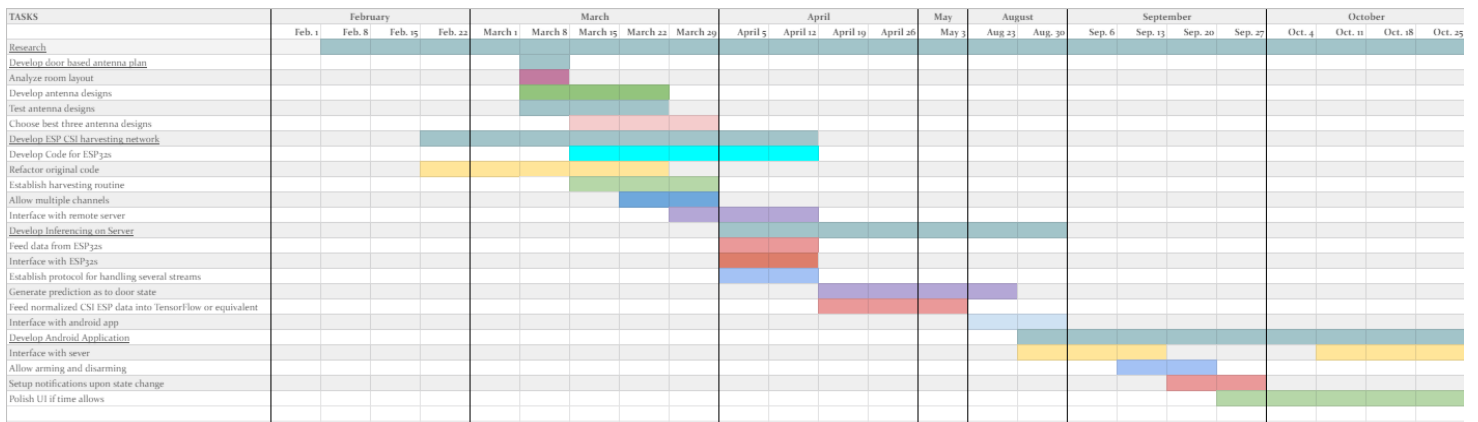 TASKS February March April May August September October
Feb. 1 Feb. 8 Feb. 15 Feb. 22 March 1 March 8 March 15 March 22 March 29 April 5 April 12 April 19 April 26 May 3 Aug 23 Aug. 30 Sep. 6 Sep. 13 Sep. 20 Sep. 27 Oct. 4 Oct. 11 Oct. 18 Oct. 25
Research
Develop door based antenna plan
Analyze room layout
Develop antenna designs
Test antenna designs
Choose best three antenna designs
Develop ESP CSI harvesting network
Develop Code for ESP32s
Refactor original code
Establish harvesting routine
Allow multiple channels
Interface with remote server
Develop Inferencing on Server
Feed data from ESP32s
Interface with ESP32s
Establish protocol for handling several streams
Generate prediction as to door state
Feed normalized CSI ESP data into TensorFlow or equivalent
Interface with android app
Develop Android Application
Interface with sever
Allow arming and disarming
Setup notifications upon state change
Polish UI if time allows